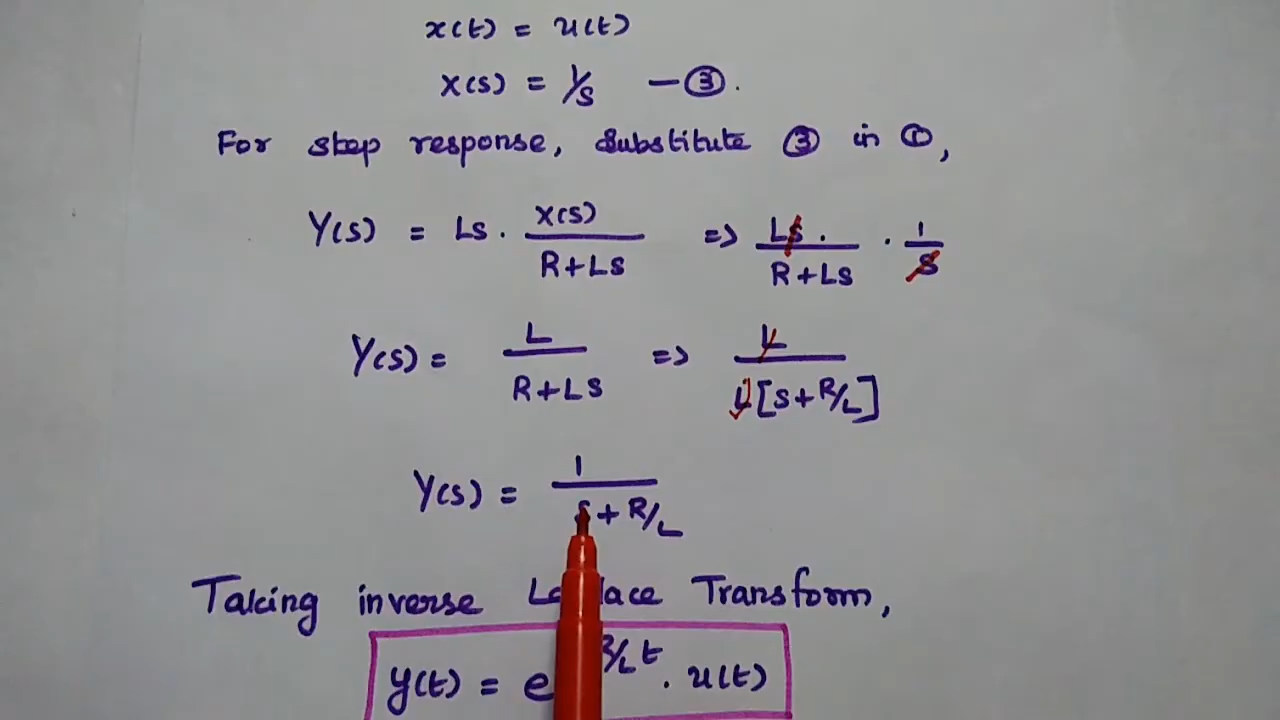 x(t) = u(t)
X(s) = 1/s — ③.
For step response, substitute ③ in ①,
Y(s) = Ls . X(s) / R+Ls => Ls . / R+Ls . 1/s
Y(s) = L / R+Ls => L / L[s+R/L]
Y(s) = 1 / s+R/L
Taking inverse Transform,
y(t) = e /L t . u(t)